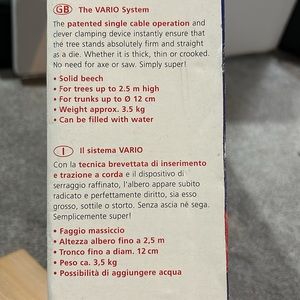 GB The VARIO System
The patented single cable operation and
clever clamping device instantly ensure that
thé tree stands absolutely firm and straight
as a die. Whether it is thick, thin or crooked.
No need for axe or saw. Simply super!
• Solid beech
• For trees up to 2.5 m high
• For trunks up to Ø 12 cm
• Weight approx. 3.5 kg
• Can be filled with water
I Il sistema VARIO
Con la tecnica brevettata di inserimento
e trazione a corda e il dispositivo di
serraggio raffinato, l'albero appare subito
radicato e perfettamente diritto, sia esso
grosso, sottile o storto. Senza ascia né sega.
Semplicemente super!
• Faggio massiccio
• Altezza albero fino a 2,5 m
• Tronco fino a diam. 12 cm
• Peso ca. 3,5 kg
• Possibilità di aggiungere acqua